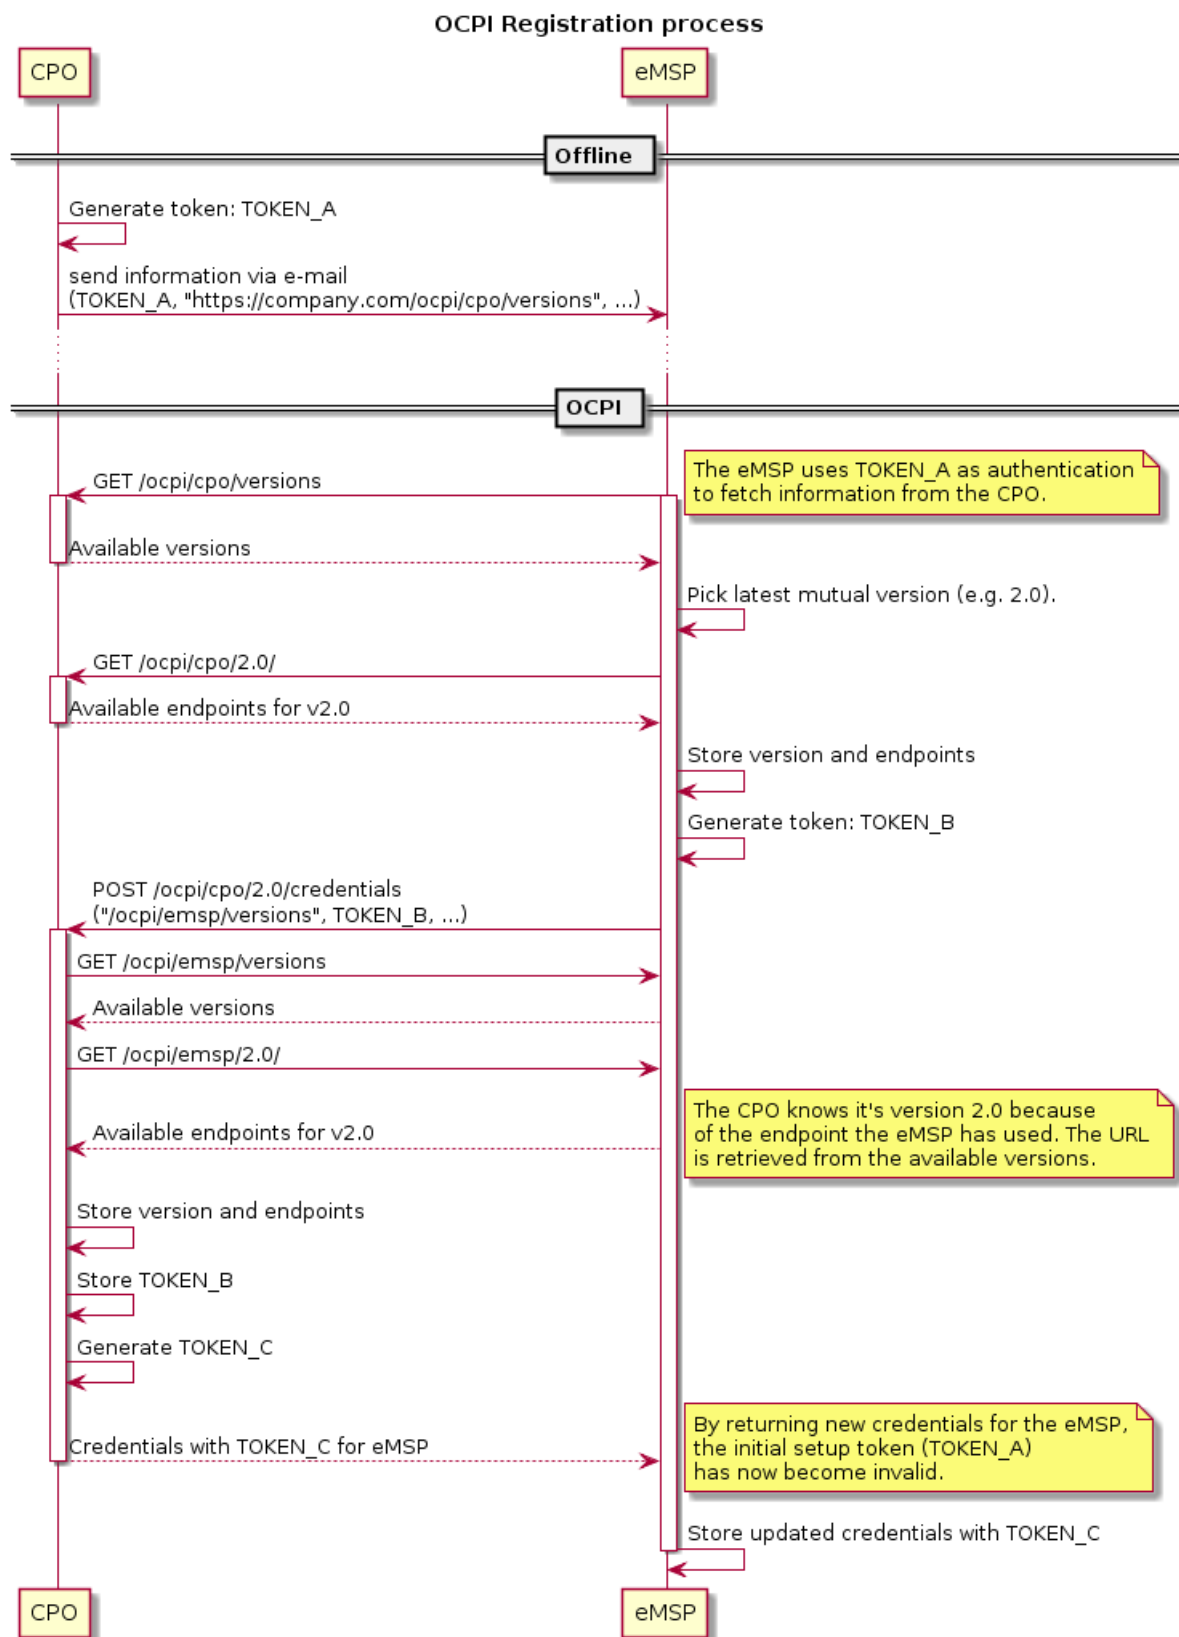 OCPI Registration process
CPO
eMSP
Offline
Generate token: TOKEN_A
send information via e-mail
(TOKEN_A, "https://company.com/ocpi/cpo/versions", ...)
OCPI
GET /ocpi/cpo/versions
The eMSP uses TOKEN_A as authentication
to fetch information from the CPO.
Available versions
Pick latest mutual version (e.g. 2.0).
GET /ocpi/cpo/2.0/
Available endpoints for v2.0
Store version and endpoints
Generate token: TOKEN_B
POST /ocpi/cpo/2.0/credentials
("/ocpi/emsp/versions", TOKEN_B, ...)
GET /ocpi/emsp/versions
Available versions
GET /ocpi/emsp/2.0/
The CPO knows it's version 2.0 because
of the endpoint the eMSP has used. The URL
is retrieved from the available versions.
Available endpoints for v2.0
Store version and endpoints
Store TOKEN_B
Generate TOKEN_C
By returning new credentials for the eMSP,
the initial setup token (TOKEN_A)
has now become invalid.
Credentials with TOKEN_C for eMSP
Store updated credentials with TOKEN_C
CPO
eMSP